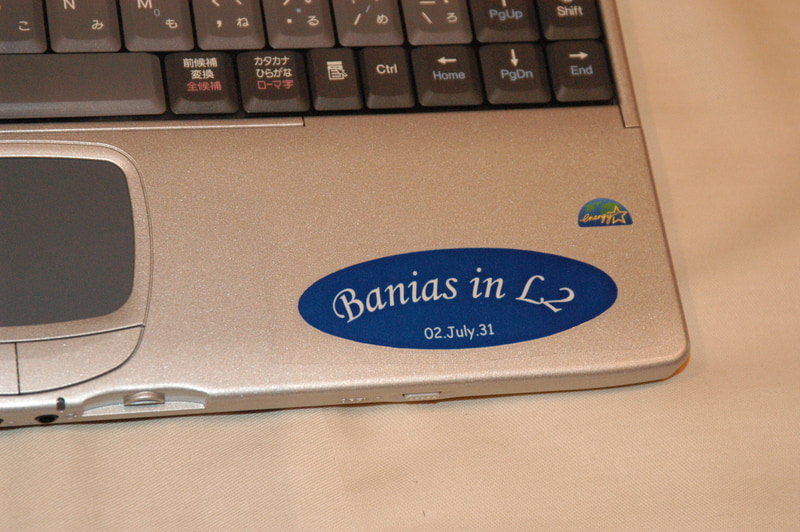 こ N み M 0 も 、 ね 。 る / め \ ろ PgUp Shift
前候補 カタカナ
変換 ひらがな Ctrl ← ↓ →
全候補 ローマ字 Home PgDn End
energy
Banias in L2
02.July.31